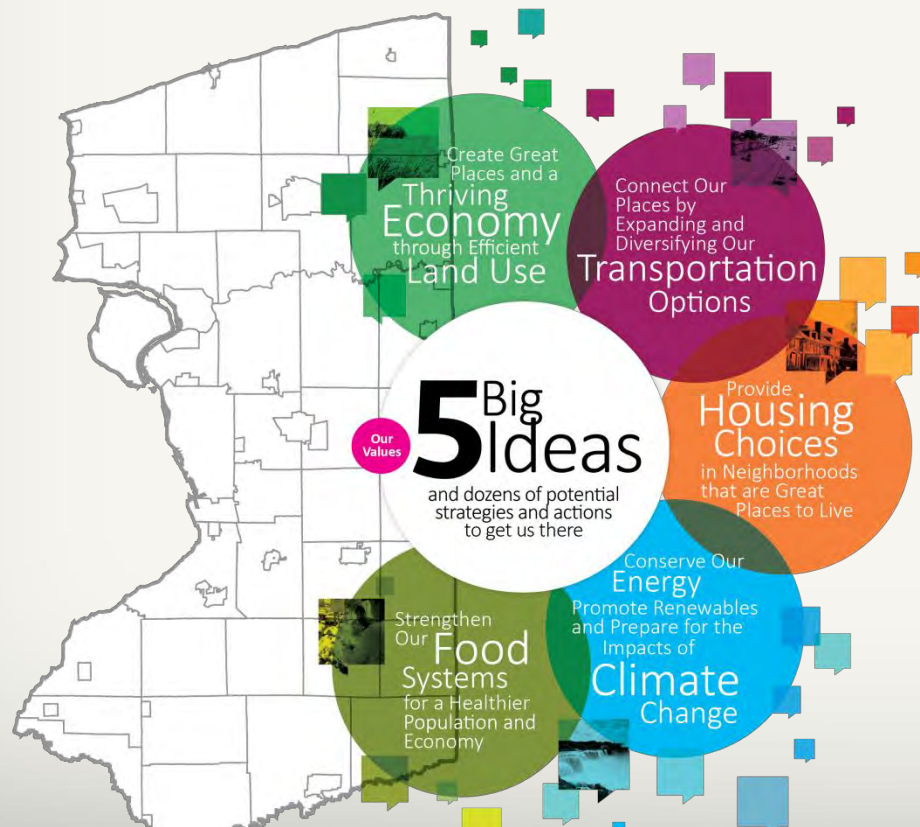 Create Great
Places and a
Thriving
Economy
through Efficient
Land Use
Connect Our
Places by
Expanding and
Diversifying Our
Transportation
Options
Provide
Housing
Choices
in Neighborhoods
that are Great
Places to Live
Our
Values
5 Big
Ideas
and dozens of potential
strategies and actions
to get us there
Conserve Our
Energy
Promote Renewables
and Prepare for the
Impacts of
Climate
Change
Strengthen
Our Food
Systems
for a Healthier
Population and
Economy